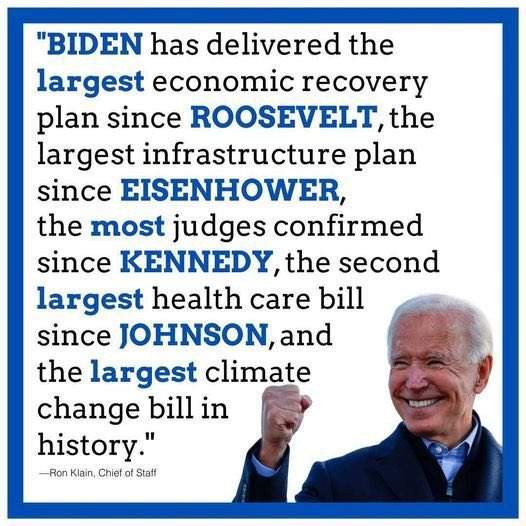 "BIDEN has delivered the
largest economic recovery
plan since ROOSEVELT, the
largest infrastructure plan
since EISENHOWER,
the most judges confirmed
since KENNEDY, the second
largest health care bill
since JOHNSON, and
the largest climate
change bill in
history."
—Ron Klain, Chief of Staff